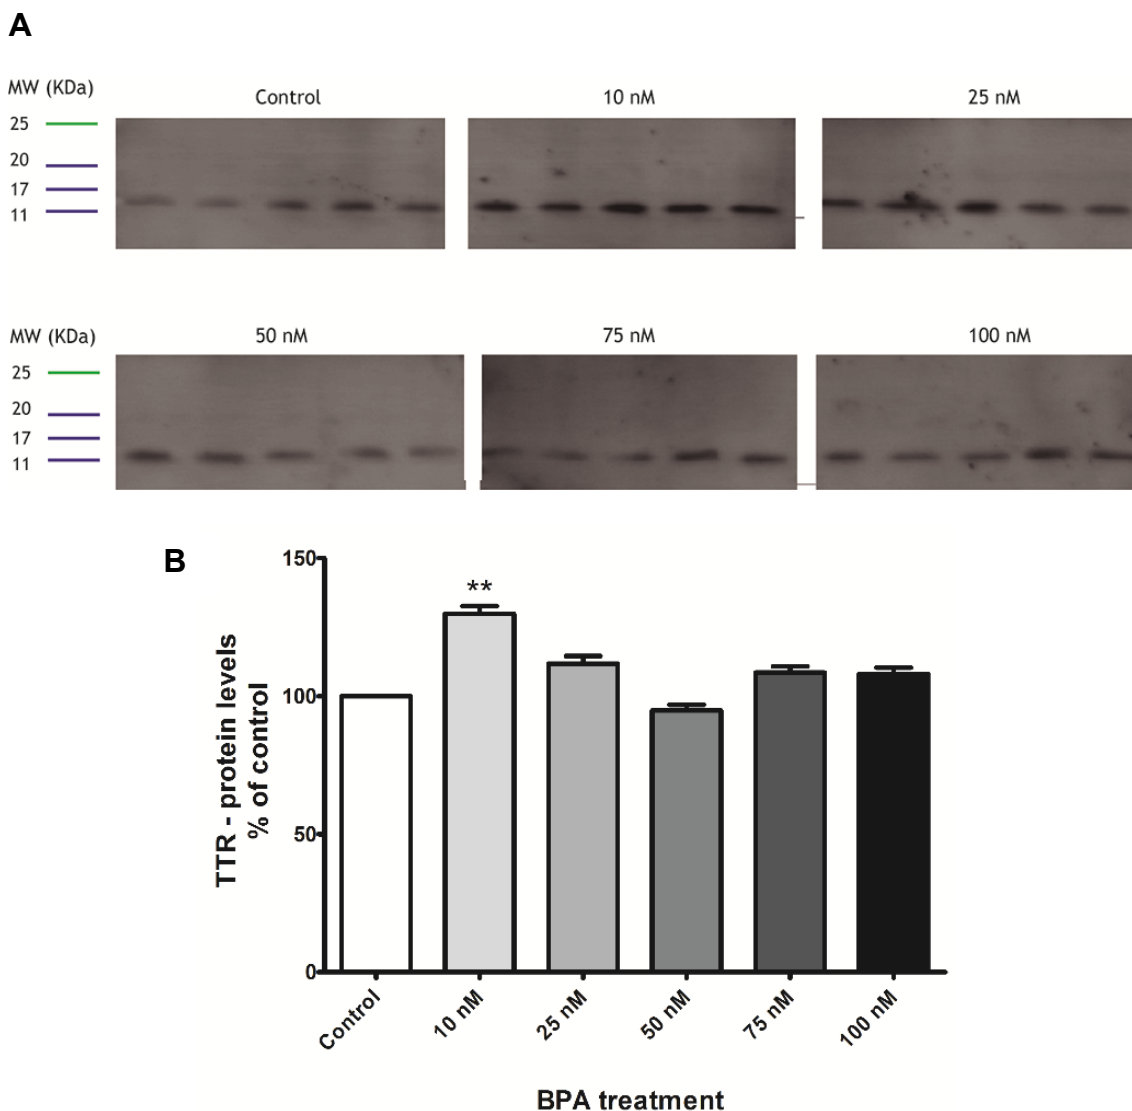 A
MW (KDa)
Control
10 nM
25 nM
25
20
17
11
MW (KDa)
50 nM
75 nM
100 nM
25
20
17
11
B
150
100
50
0
TTR - protein levels
% of control
**
Control
10 nM
25 nM
50 nM
75 nM
100 nM
BPA treatment